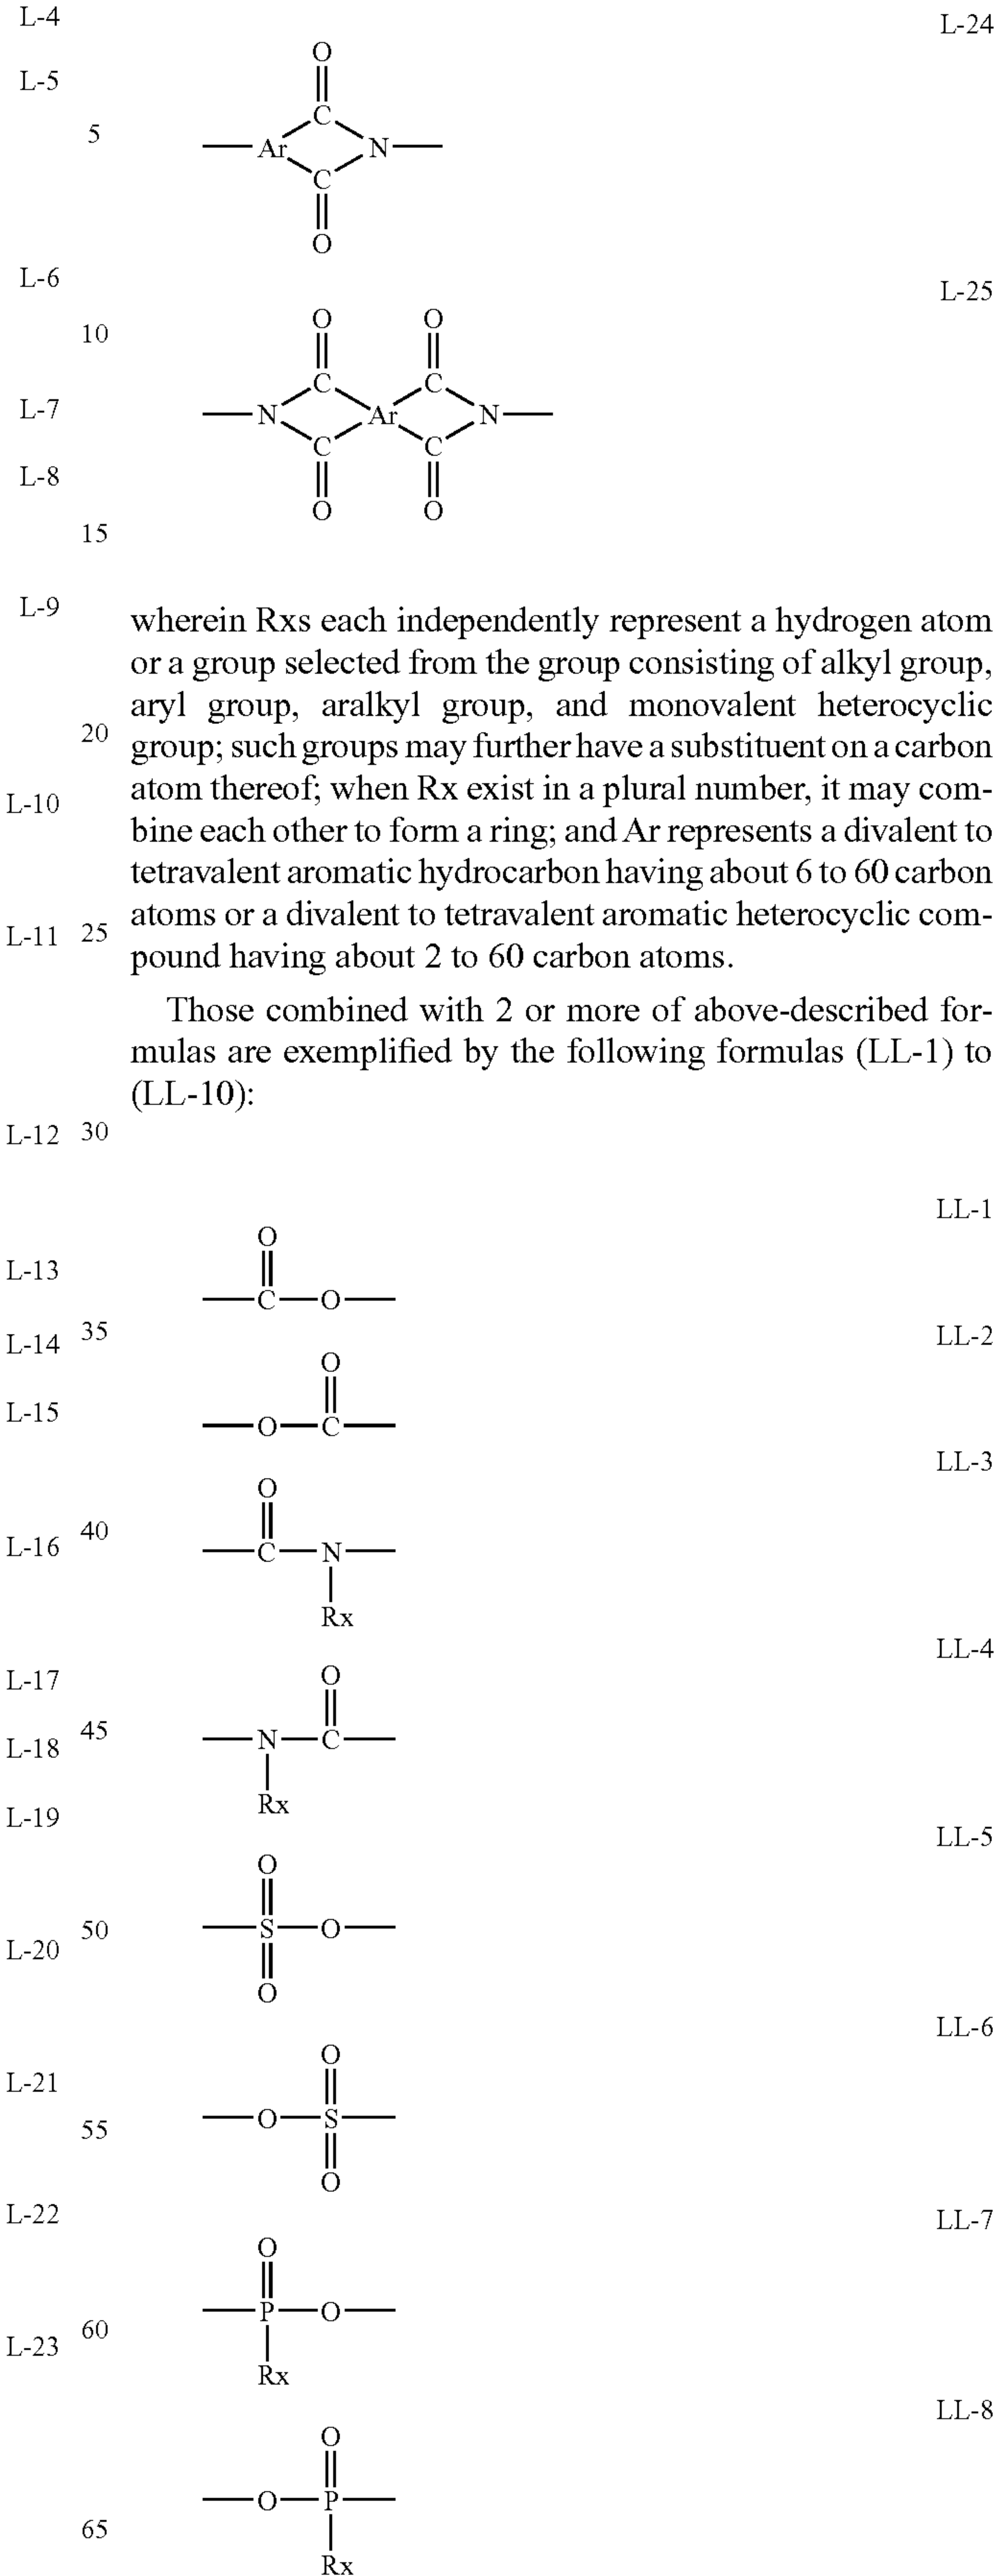 L-4
L-24
O
L-5
C
5
Ar N
C
O
L-6
L-25
O O
10
C C
L-7
N Ar N
C C
L-8
O O
15
L-9
wherein Rxs each independently represent a hydrogen atom
or a group selected from the group consisting of alkyl group,
aryl group, aralkyl group, and monovalent heterocyclic
20
group; such groups may further have a substituent on a carbon
atom thereof; when Rx exist in a plural number, it may com-
L-10
bine each other to form a ring; and Ar represents a divalent to
tetravalent aromatic hydrocarbon having about 6 to 60 carbon
atoms or a divalent to tetravalent aromatic heterocyclic com-
L-11 25
pound having about 2 to 60 carbon atoms.
Those combined with 2 or more of above-described for-
mulas are exemplified by the following formulas (LL-1) to
(LL-10):
L-12 30
LL-1
O
L-13
C O
35
L-14
LL-2
O
L-15
O C
LL-3
O
40
L-16
C N
Rx
LL-4
O
L-17
45
N C
L-18
Rx
L-19
LL-5
O
50
S O
L-20
O
LL-6
O
L-21
O S
55
O
L-22
LL-7
O
P O
60
L-23
Rx
LL-8
O
O P
65
Rx